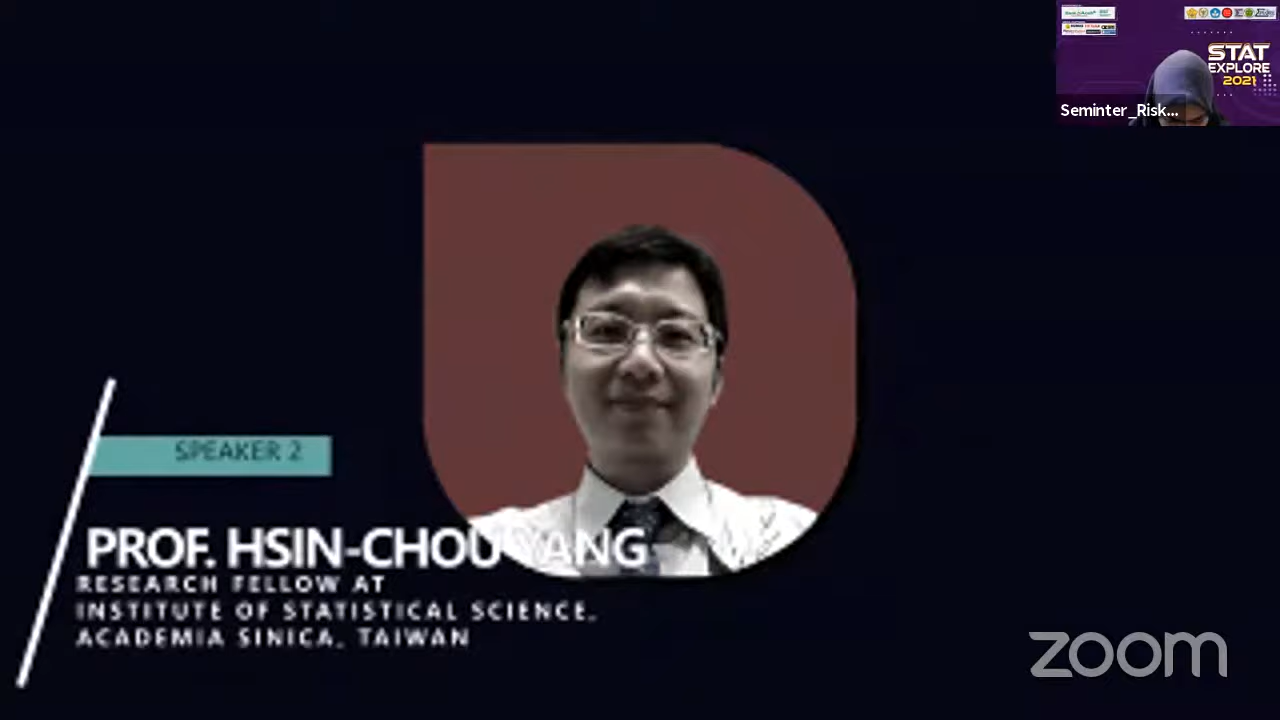 STAT
EXPLORE
2021
Seminter_Risk...
SPEAKER 2
PROF. HSIN-CHOU YANG
RESEARCH FELLOW AT
INSTITUTE OF STATISTICAL SCIENCE,
ACADEMIA SINICA, TAIWAN
zoom